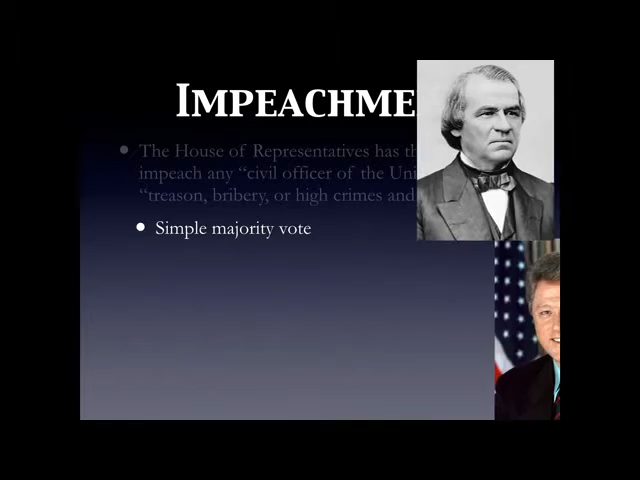 IMPEACHME
The House of Representatives has th
impeach any “civil officer of the Uni
“treason, bribery, or high crimes and
Simple majority vote